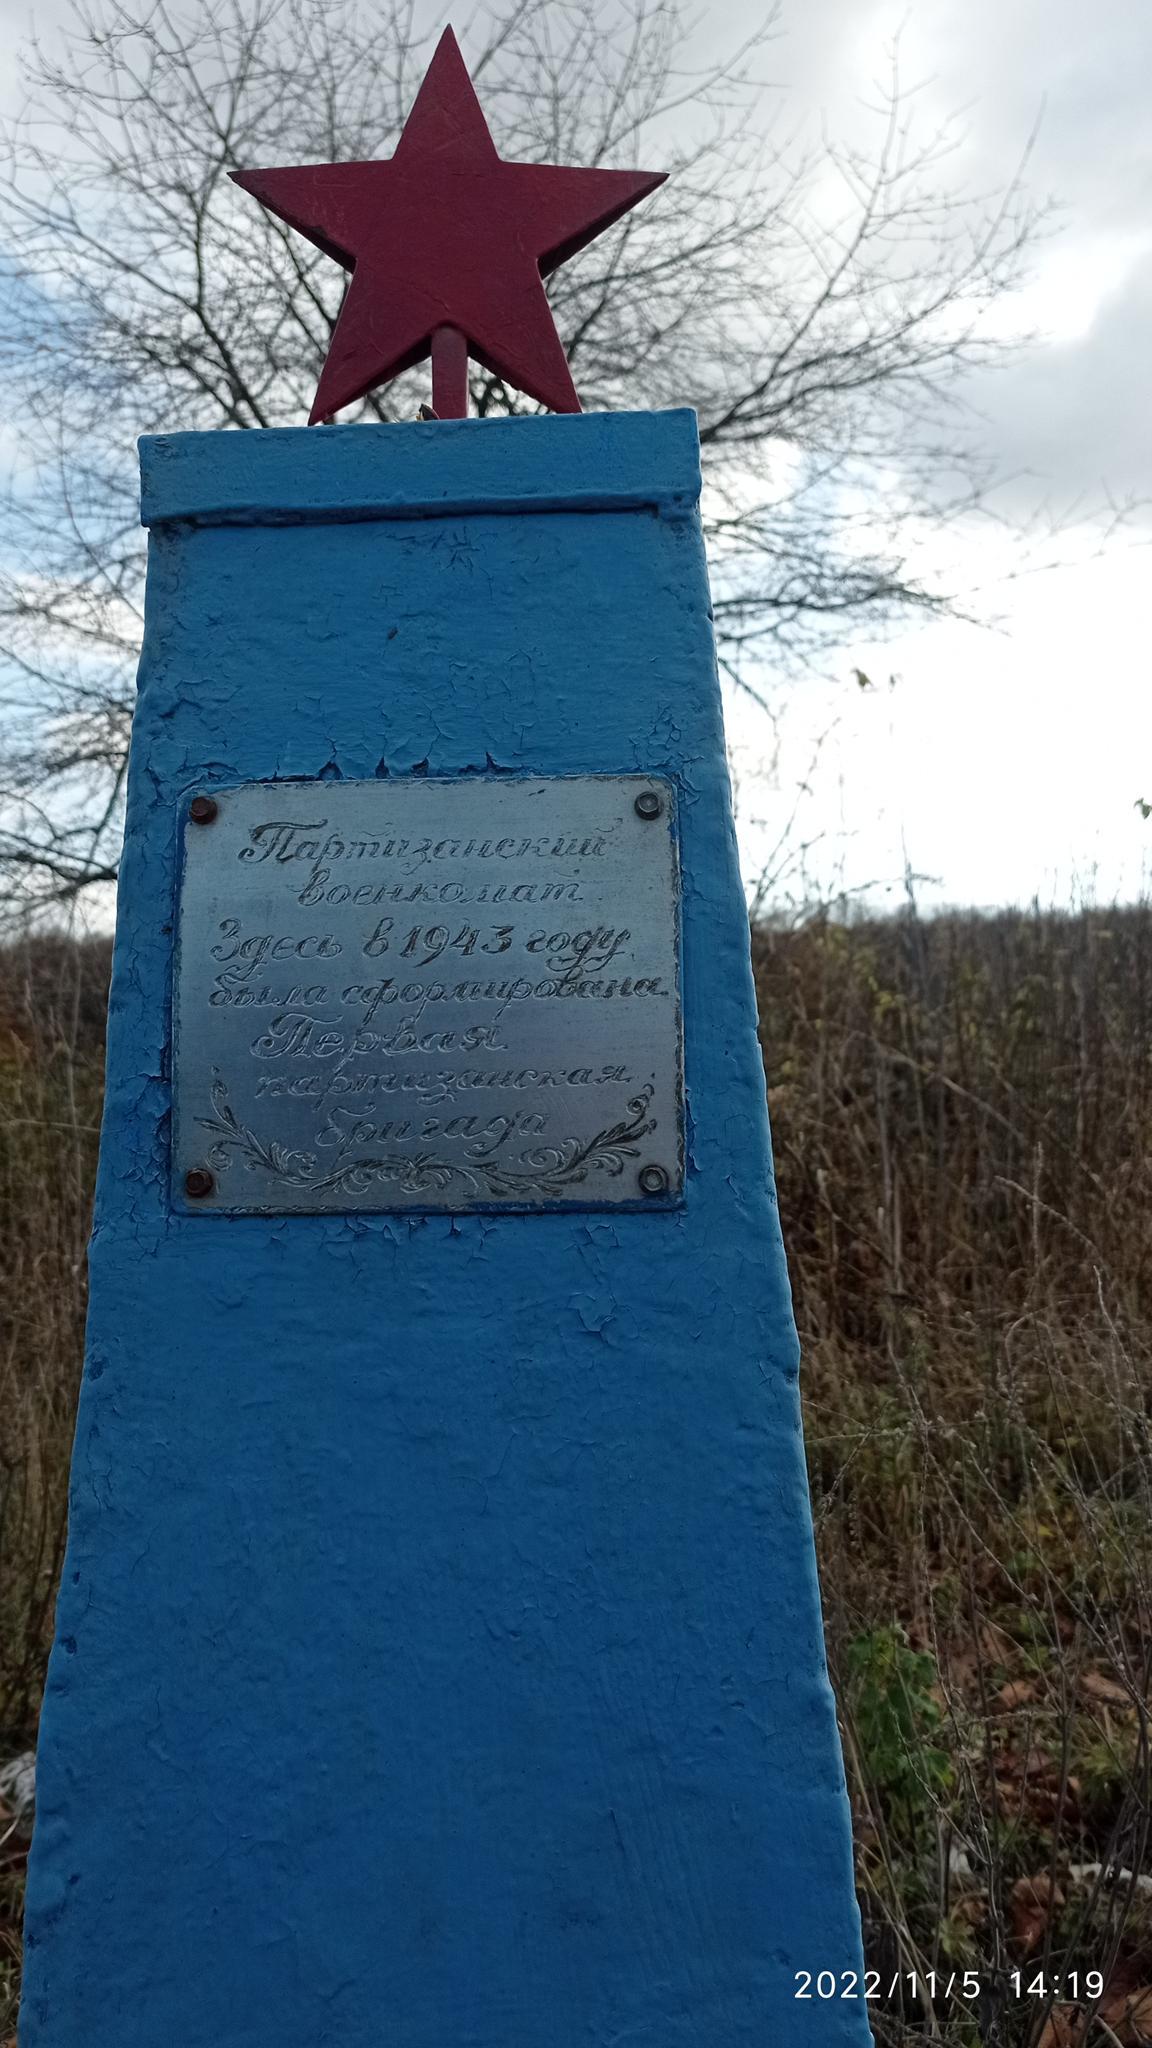 Партизанский
военкомат
Здесь в 1943 году
была сформирована
Первая
партизанская
бригада
2022/11/5 14:19